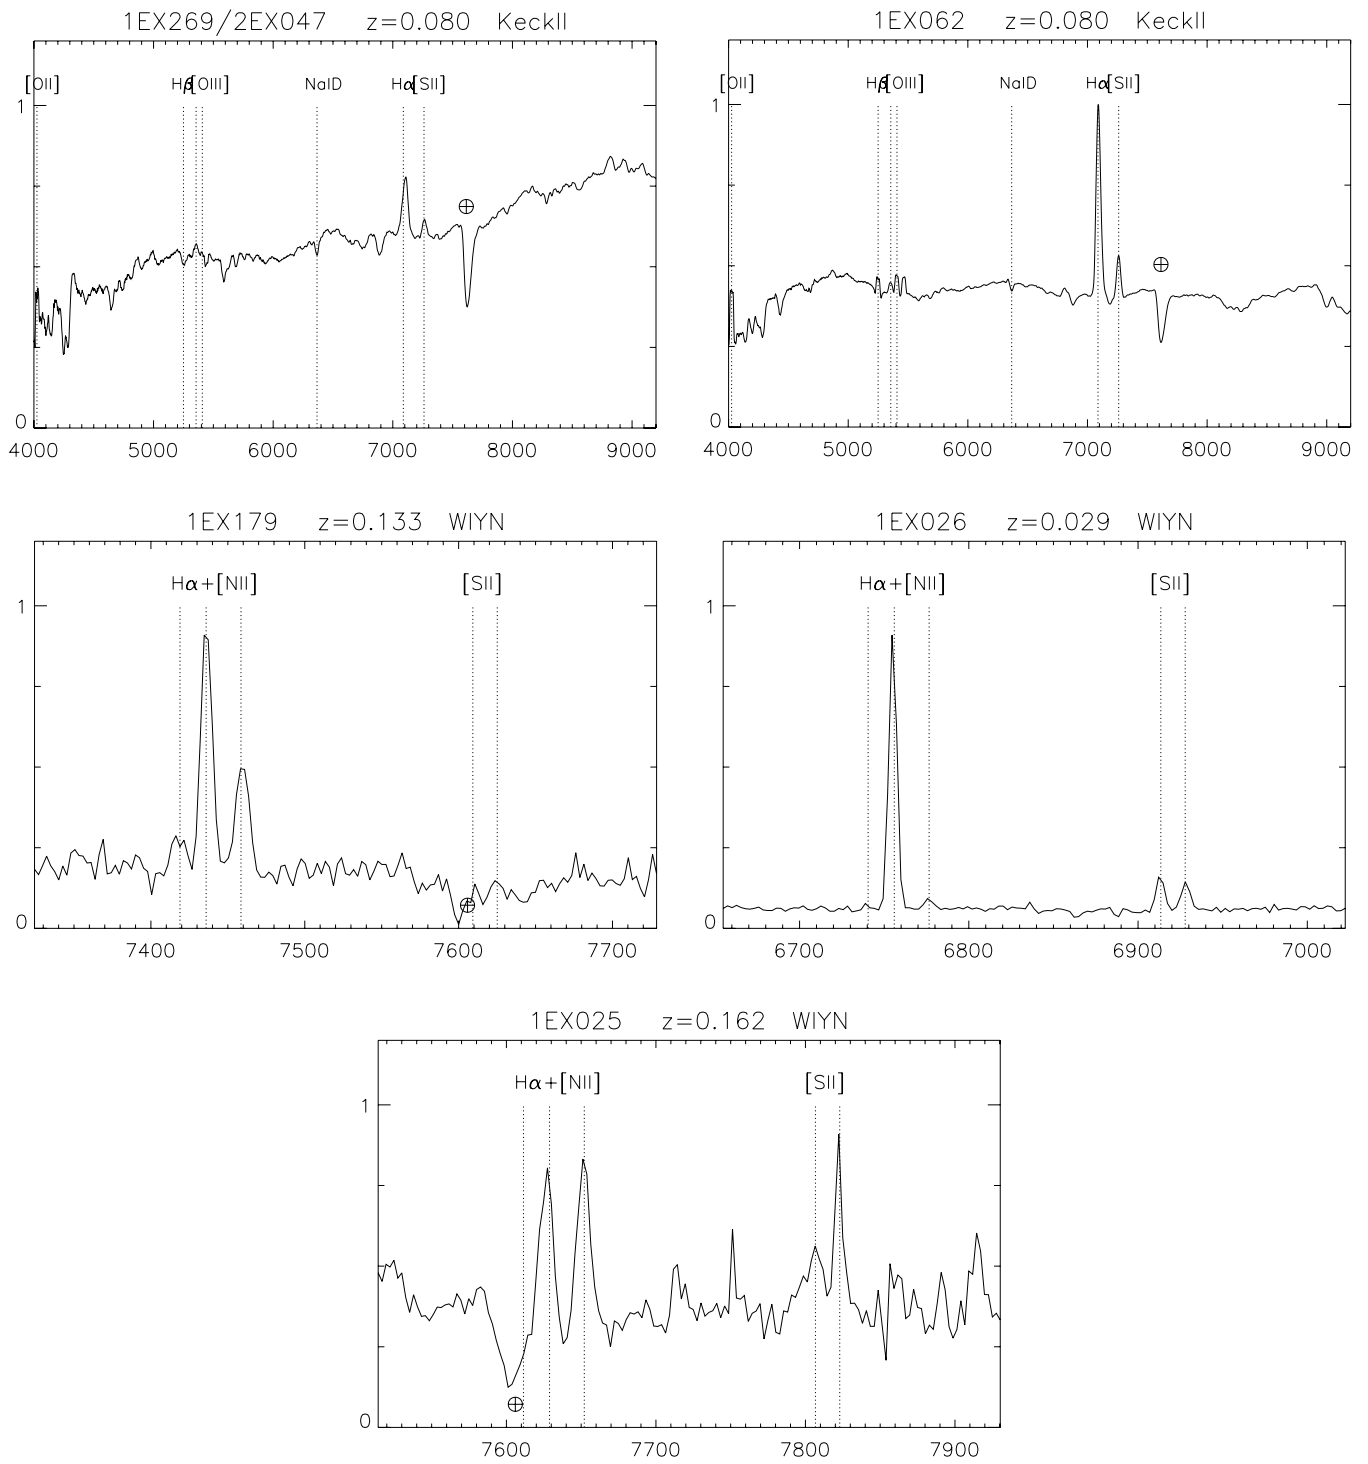 1EX269/2EX047 z=0.080 KeckII
[OII] Hβ[OIII] NaID Hα[SII]
1
0
4000 5000 6000 7000 8000 9000
1EX062 z=0.080 KeckII
[OII] Hβ[OIII] NaID Hα[SII]
1
0
4000 5000 6000 7000 8000 9000
1EX179 z=0.133 WIYN
Hα+[NII] [SII]
1
0
7400 7500 7600 7700
1EX026 z=0.029 WIYN
Hα+[NII] [SII]
1
0
6700 6800 6900 7000
1EX025 z=0.162 WIYN
Hα+[NII] [SII]
1
0
7600 7700 7800 7900